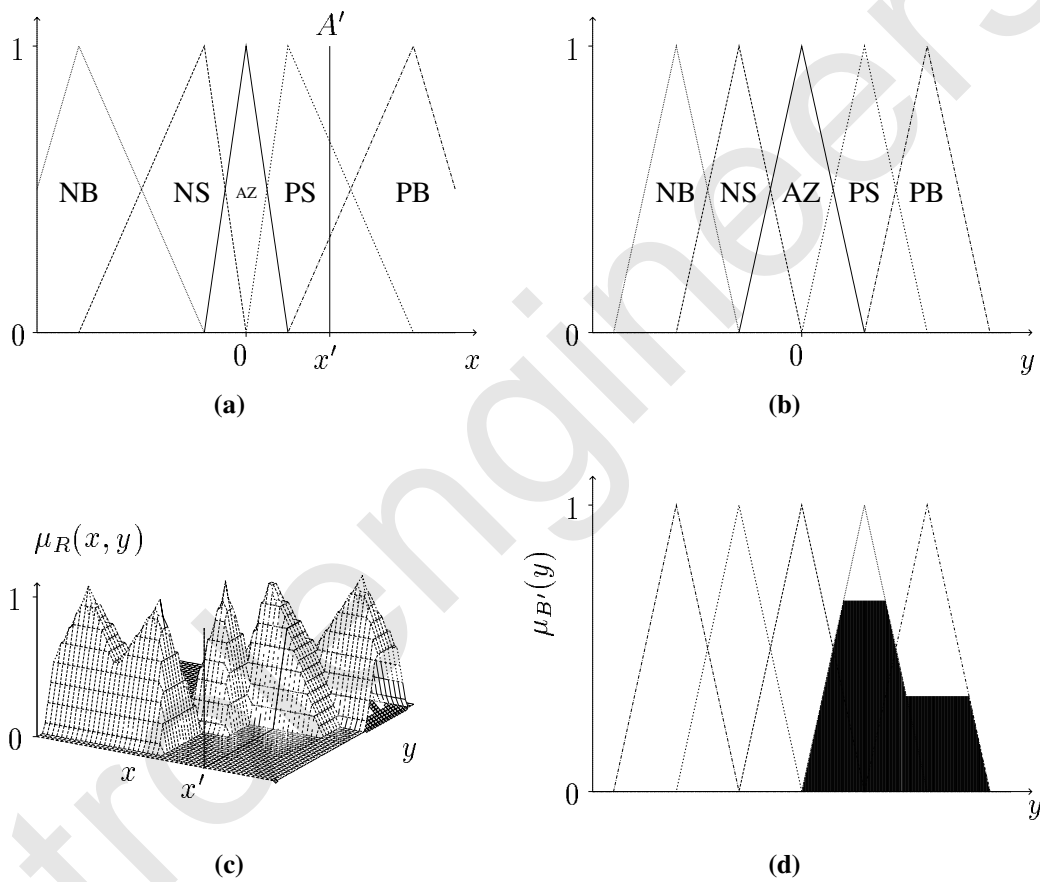 1
A′
NB
NS
AZ
PS
PB
0
0
x′
x
(a)
1
NB
NS
AZ
PS
PB
0
0
y
(b)
μ_R(x, y)
1
0
x
x′
y
(c)
1
μ_B′(y)
0
y
(d)
trengineers